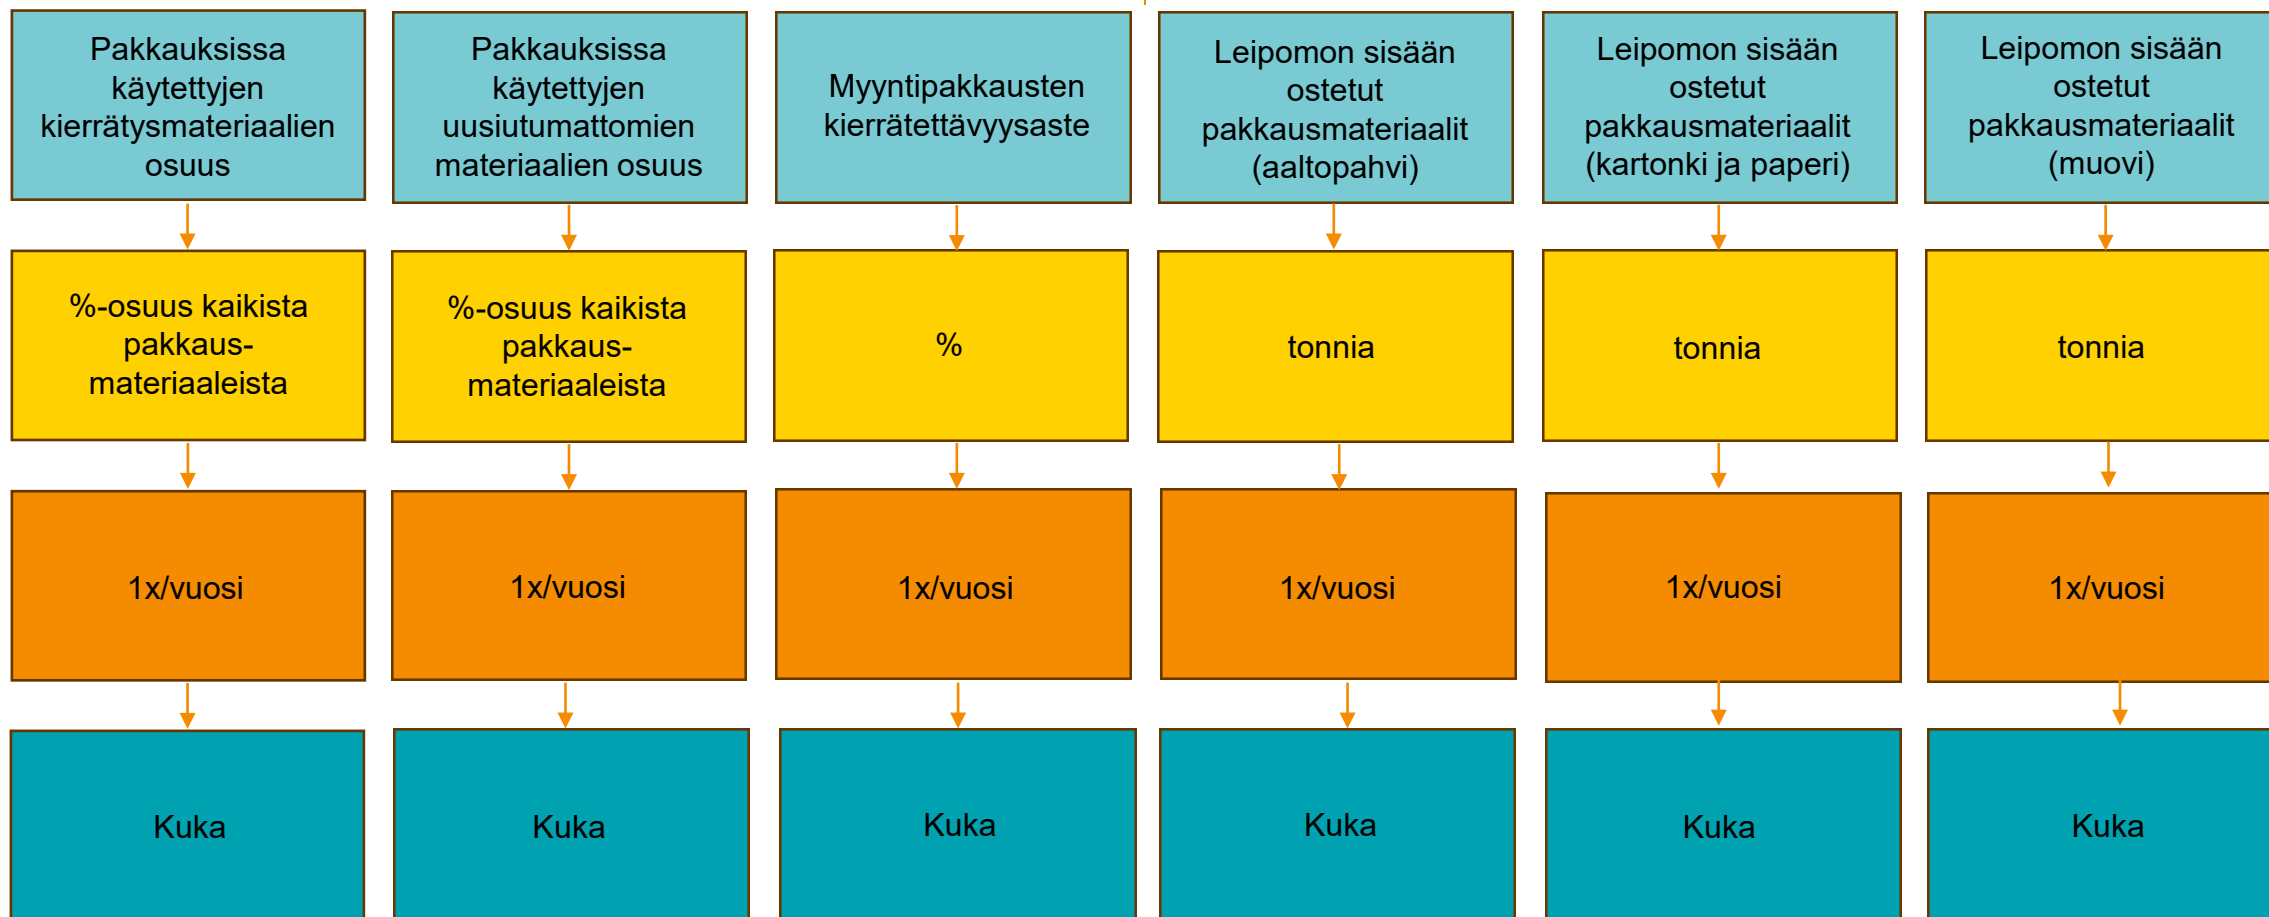 Pakkauksissa
käytettyjen
kierrätysmateriaalien
osuus
Pakkauksissa
käytettyjen
uusiutumattomien
materiaalien osuus
Myyntipakkausten
kierrätettävyysaste
Leipomon sisään
ostetut
pakkausmateriaalit
(aaltopahvi)
Leipomon sisään
ostetut
pakkausmateriaalit
(kartonki ja paperi)
Leipomon sisään
ostetut
pakkausmateriaalit
(muovi)
%-osuus kaikista
pakkaus-
materiaaleista
%-osuus kaikista
pakkaus-
materiaaleista
%
tonnia
tonnia
tonnia
1x/vuosi
1x/vuosi
1x/vuosi
1x/vuosi
1x/vuosi
1x/vuosi
Kuka
Kuka
Kuka
Kuka
Kuka
Kuka